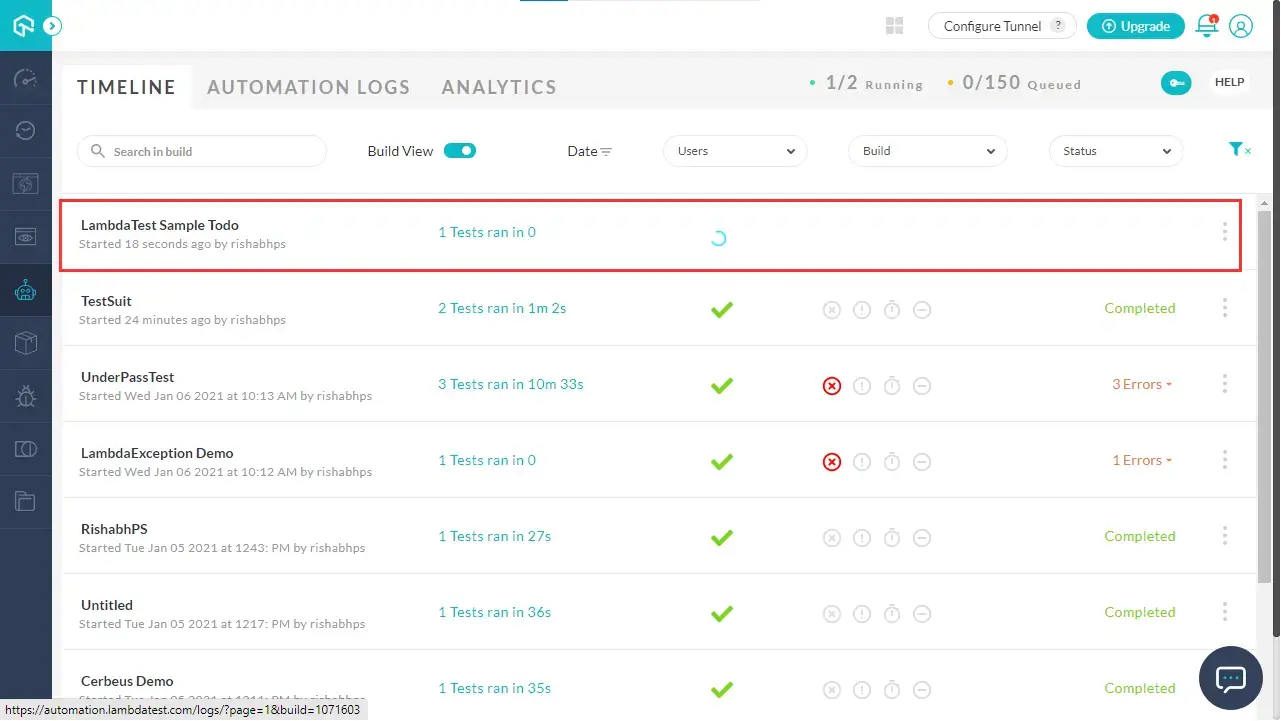 Configure Tunnel ?
Upgrade
1
TIMELINE AUTOMATION LOGS ANALYTICS
1/2 Running 0/150 Queued
HELP
Search in build
Build View
Date
Users
Build
Status
LambdaTest Sample Todo
Started 18 seconds ago by rishabhps
1 Tests ran in 0
TestSuit
Started 24 minutes ago by rishabhps
2 Tests ran in 1m 2s
Completed
UnderPassTest
Started Wed Jan 06 2021 at 10:13 AM by rishabhps
3 Tests ran in 10m 33s
3 Errors
LambdaException Demo
Started Wed Jan 06 2021 at 10:12 AM by rishabhps
1 Tests ran in 0
1 Errors
RishabhPS
Started Tue Jan 05 2021 at 1243: PM by rishabhps
1 Tests ran in 27s
Completed
Untitled
Started Tue Jan 05 2021 at 1217: PM by rishabhps
1 Tests ran in 36s
Completed
Cerbeus Demo
1 Tests ran in 35s
Completed
https://automation.lambdatest.com/logs/?page=1&build=1071603